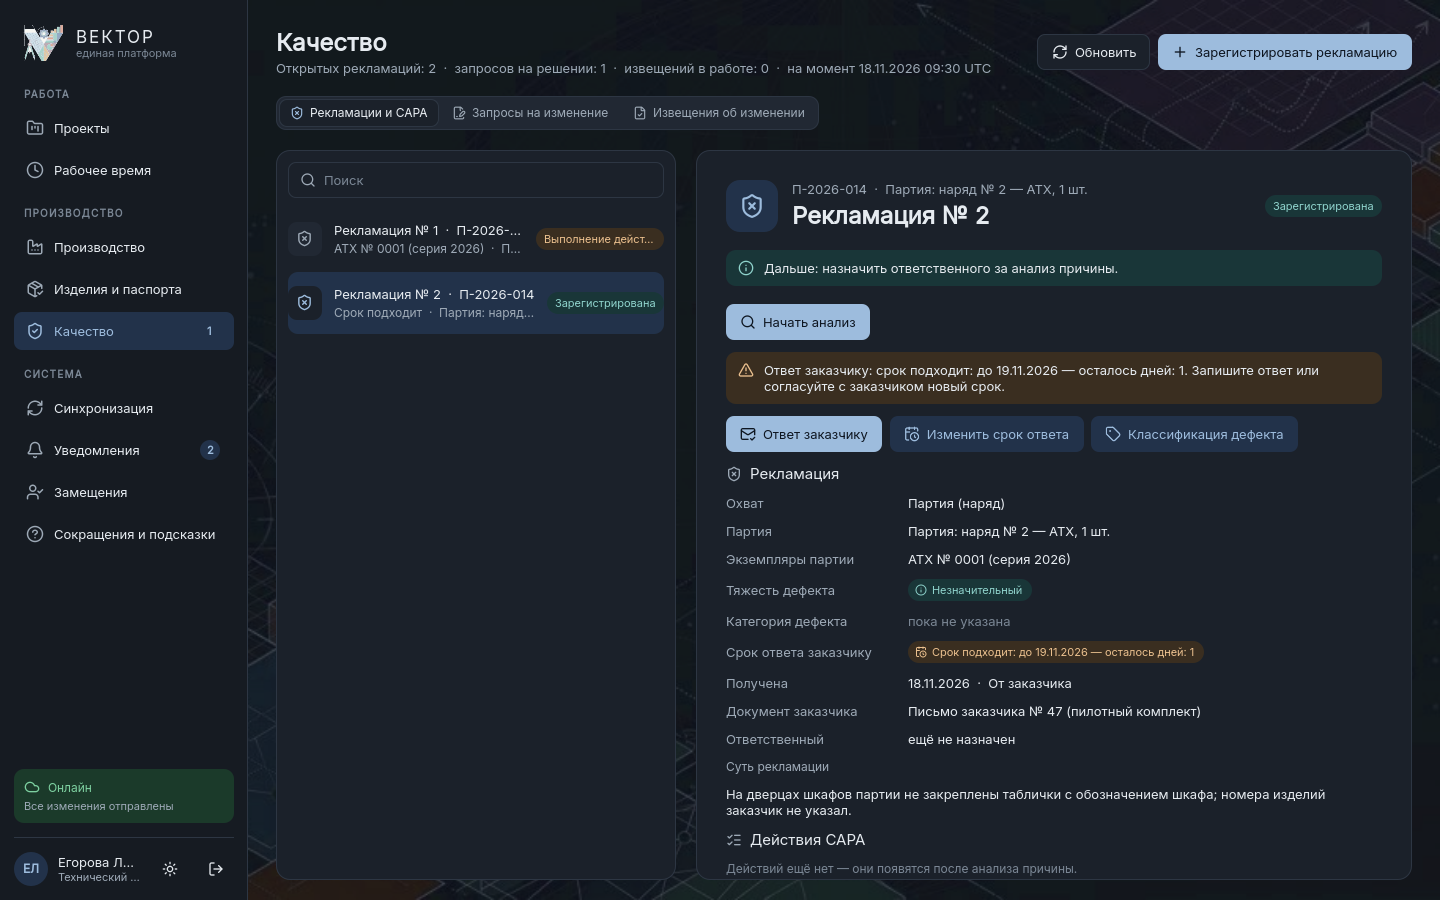 ВЕКТОР
единая платформа
РАБОТА
Проекты
Рабочее время
ПРОИЗВОДСТВО
Производство
Изделия и паспорта
Качество 1
СИСТЕМА
Синхронизация
Уведомления 2
Замещения
Сокращения и подсказки
Онлайн
Все изменения отправлены
ЕЛ
Егорова Л...
Технический ...
Качество
Открытых рекламаций: 2 · запросов на решении: 1 · извещений в работе: 0 · на момент 18.11.2026 09:30 UTC
Обновить
Зарегистрировать рекламацию
Рекламации и CAPA
Запросы на изменение
Извещения об изменении
Поиск
Рекламация № 1 · П-2026-...
АТХ № 0001 (серия 2026) · П...
Выполнение дейст...
Рекламация № 2 · П-2026-014
Срок подходит · Партия: наряд...
Зарегистрирована
П-2026-014 · Партия: наряд № 2 — АТХ, 1 шт.
Рекламация № 2
Зарегистрирована
Дальше: назначить ответственного за анализ причины.
Начать анализ
Ответ заказчику: срок подходит: до 19.11.2026 — осталось дней: 1. Запишите ответ или
согласуйте с заказчиком новый срок.
Ответ заказчику
Изменить срок ответа
Классификация дефекта
Рекламация
Охват Партия (наряд)
Партия Партия: наряд № 2 — АТХ, 1 шт.
Экземпляры партии АТХ № 0001 (серия 2026)
Тяжесть дефекта Незначительный
Категория дефекта пока не указана
Срок ответа заказчику Срок подходит: до 19.11.2026 — осталось дней: 1
Получена 18.11.2026 · От заказчика
Документ заказчика Письмо заказчика № 47 (пилотный комплект)
Ответственный ещё не назначен
Суть рекламации
На дверцах шкафов партии не закреплены таблички с обозначением шкафа; номера изделий
заказчик не указал.
Действия CAPA
Действий ещё нет — они появятся после анализа причины.